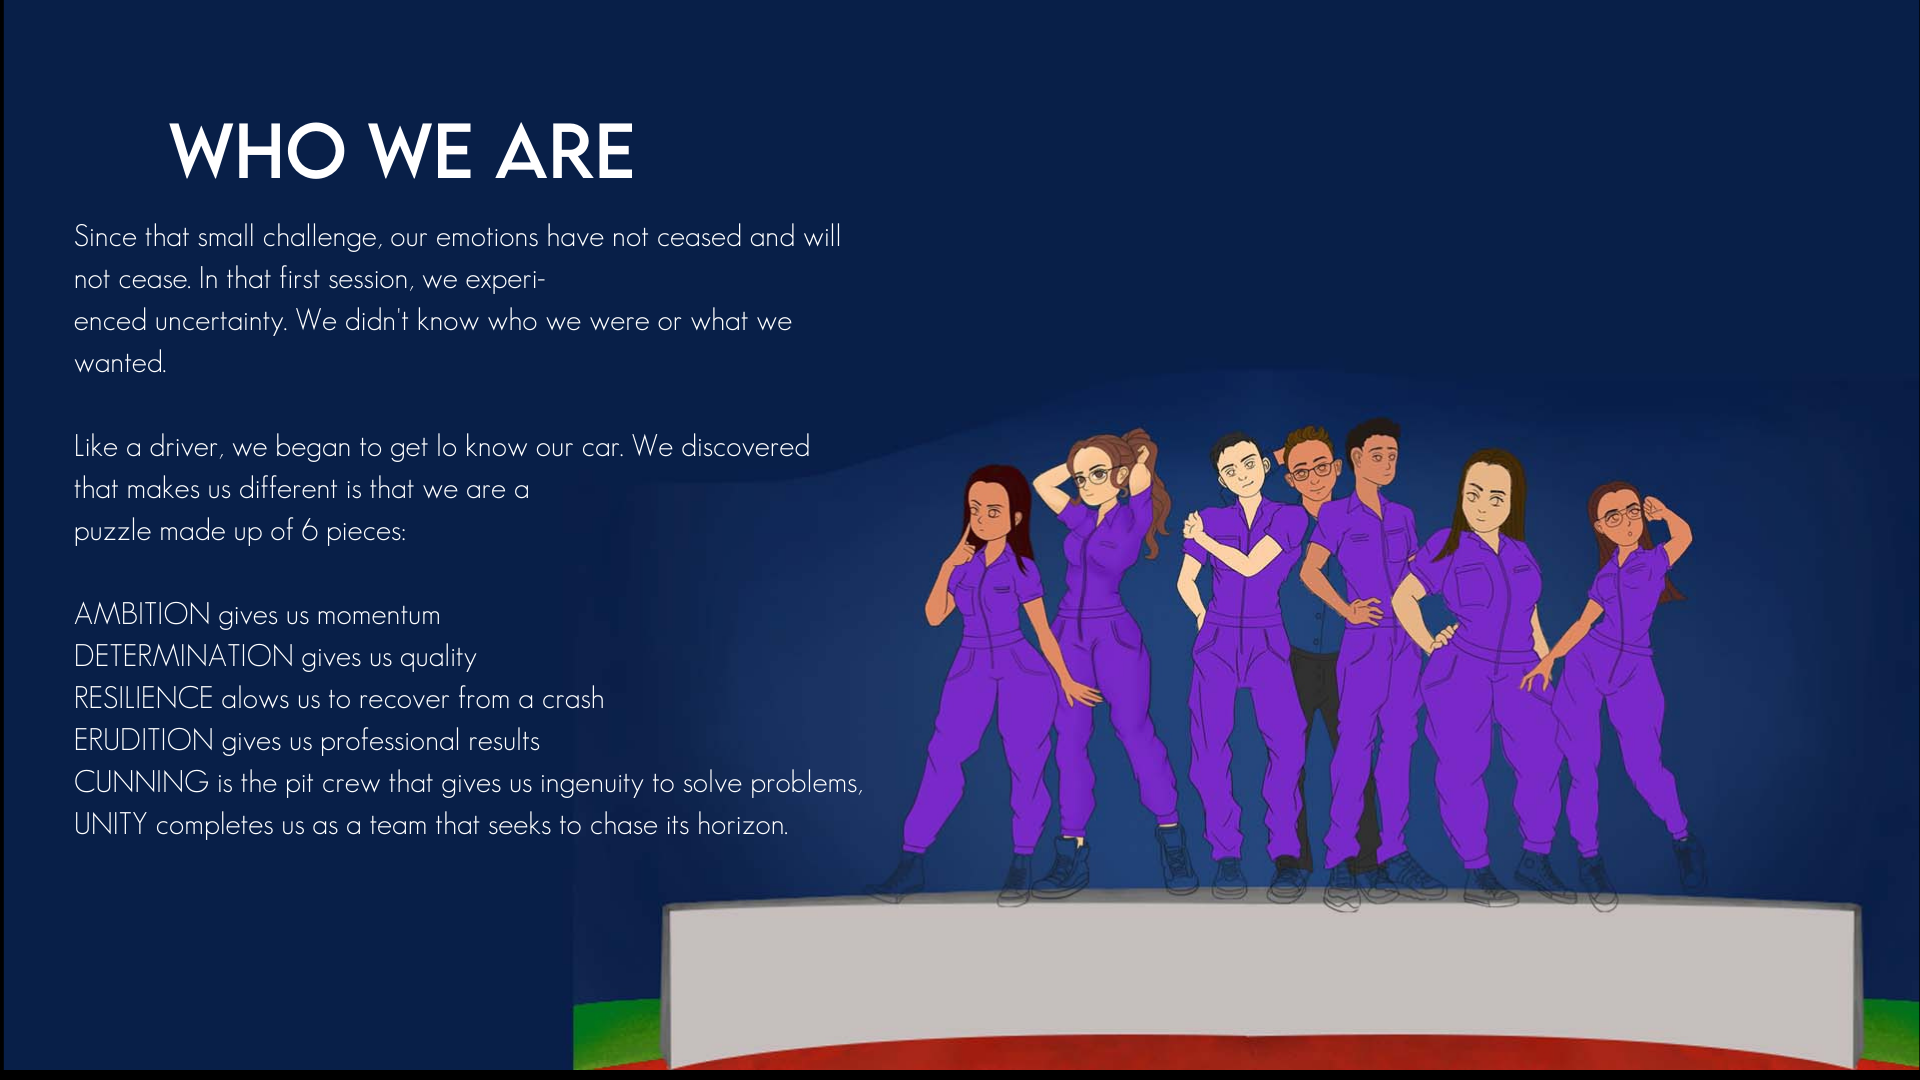 WHO WE ARE
Since that small challenge, our emotions have not ceased and will
not cease. In that first session, we experi-
enced uncertainty. We didn't know who we were or what we
wanted.
Like a driver, we began to get lo know our car. We discovered
that makes us different is that we are a
puzzle made up of 6 pieces:
AMBITION gives us momentum
DETERMINATION gives us quality
RESILIENCE alows us to recover from a crash
ERUDITION gives us professional results
CUNNING is the pit crew that gives us ingenuity to solve problems,
UNITY completes us as a team that seeks to chase its horizon.